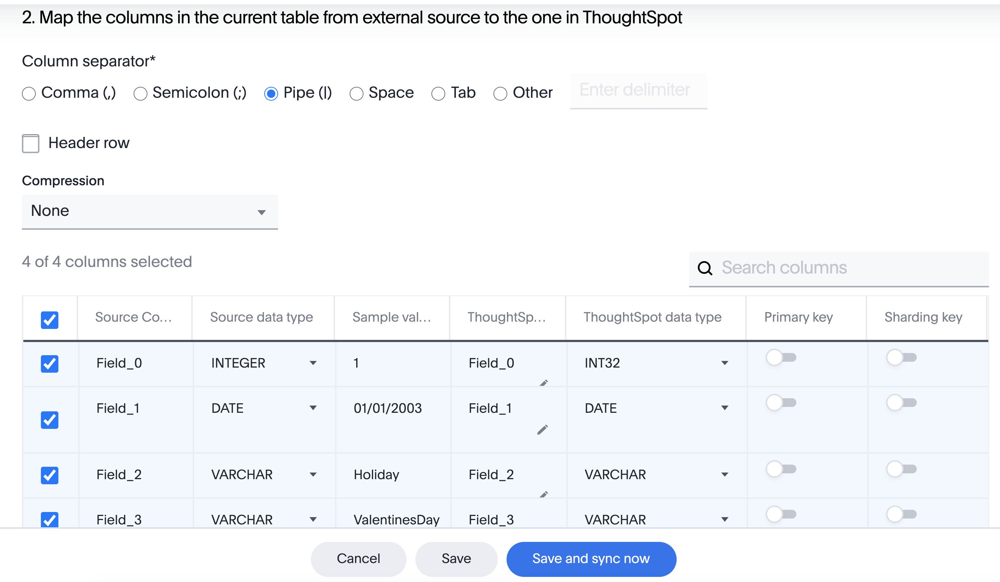 2. Map the columns in the current table from external source to the one in ThoughtSpot
Column separator*
Comma (,) Semicolon (;) Pipe (|) Space Tab Other Enter delimiter
Header row
Compression
None
4 of 4 columns selected Search columns
Source Co... Source data type Sample val... ThoughtSp... ThoughtSpot data type Primary key Sharding key
Field_0 INTEGER 1 Field_0 INT32
Field_1 DATE 01/01/2003 Field_1 DATE
Field_2 VARCHAR Holiday Field_2 VARCHAR
Field_3 VARCHAR ValentinesDay Field_3 VARCHAR
Cancel Save Save and sync now